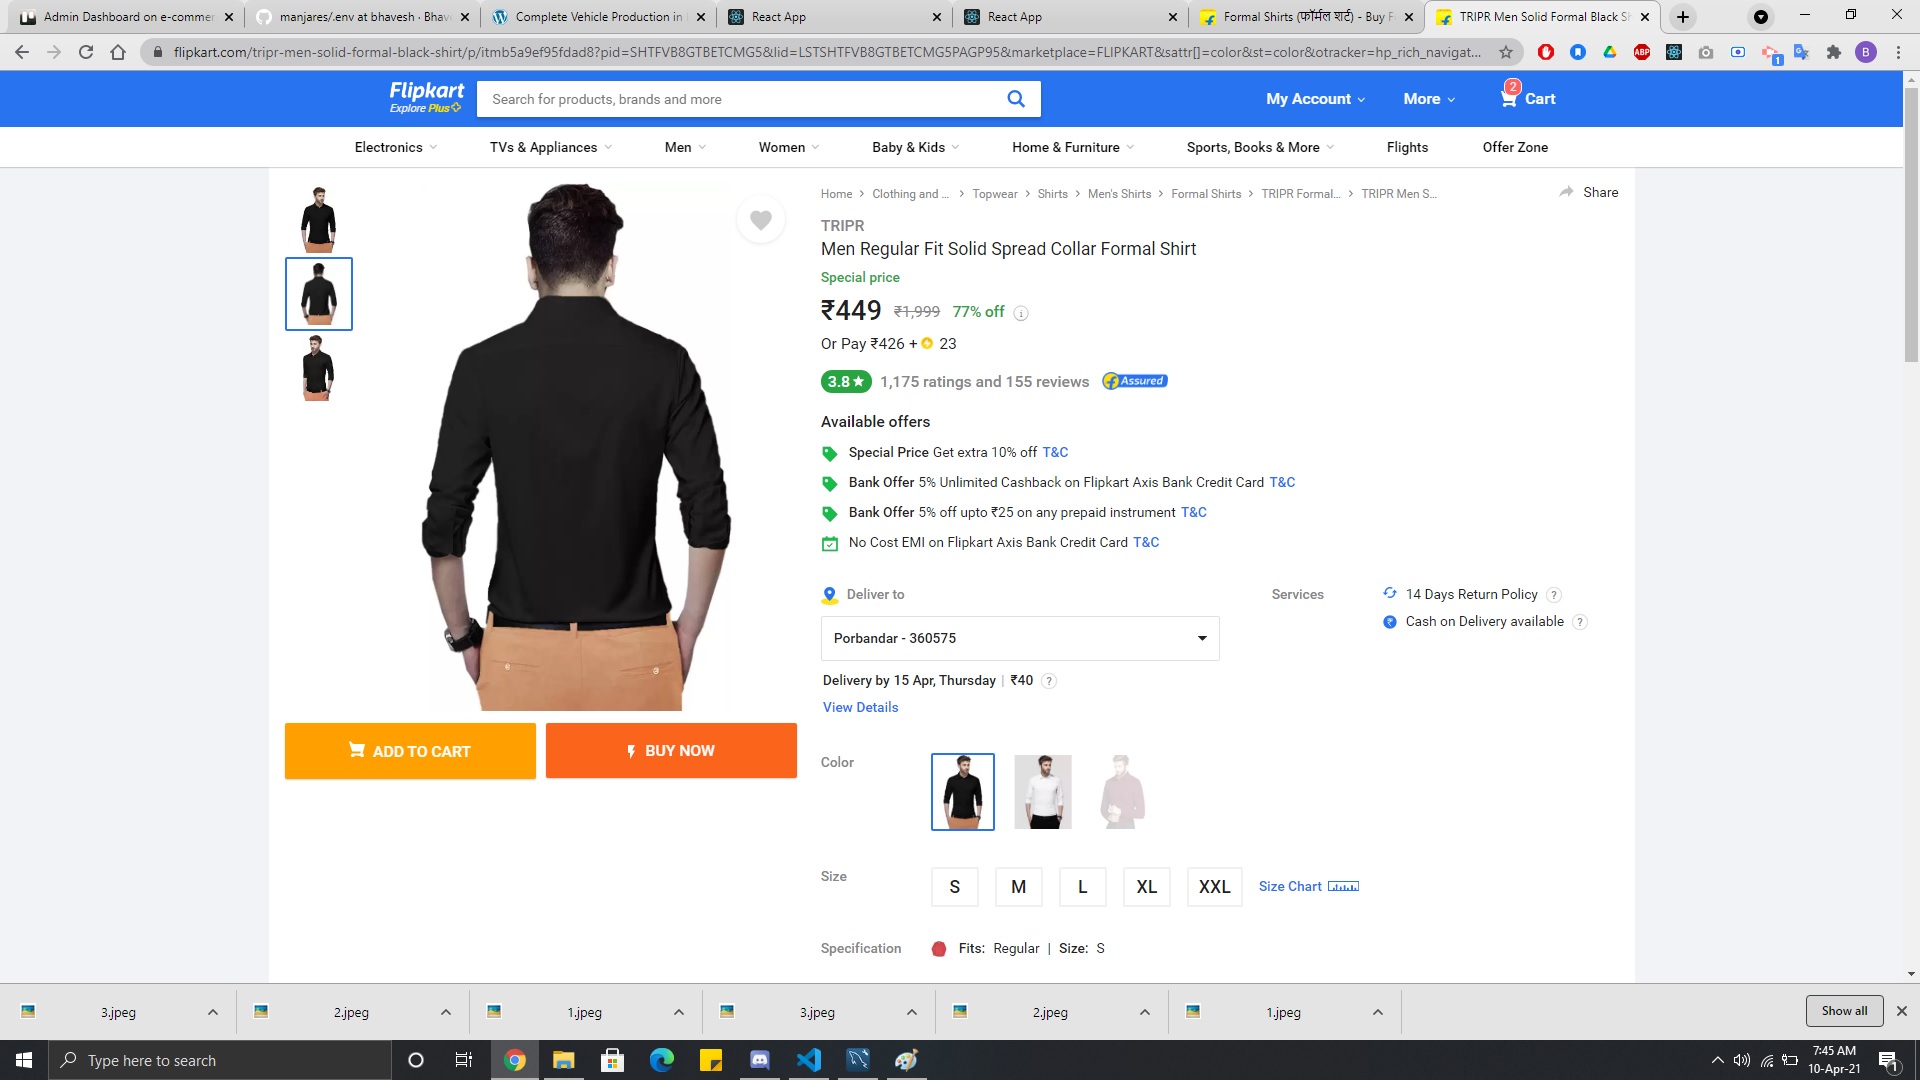 Admin Dashboard on e-commer
manjares/.env at bhavesh · Bhav
Complete Vehicle Production in
React App
React App
Formal Shirts (फॉर्मल शर्ट) - Buy F
TRIPR Men Solid Formal Black Sh
flipkart.com/tripr-men-solid-formal-black-shirt/p/itmb5a9ef95fdad8?pid=SHTFVB8GTBETCMG5&lid=LSTSHTFVB8GTBETCMG5PAGP95&marketplace=FLIPKART&sattr[]=color&st=color&otracker=hp_rich_navigat...
ABP
1
B
Flipkart
Explore Plus
Search for products, brands and more
My Account
More
2
Cart
Electronics
TVs & Appliances
Men
Women
Baby & Kids
Home & Furniture
Sports, Books & More
Flights
Offer Zone
Home > Clothing and ... > Topwear > Shirts > Men's Shirts > Formal Shirts > TRIPR Formal... > TRIPR Men S...
Share
TRIPR
Men Regular Fit Solid Spread Collar Formal Shirt
Special price
₹449 ₹1,999 77% off i
Or Pay ₹426 + 23
3.8★ 1,175 ratings and 155 reviews f Assured
Available offers
Special Price Get extra 10% off T&C
Bank Offer 5% Unlimited Cashback on Flipkart Axis Bank Credit Card T&C
Bank Offer 5% off upto ₹25 on any prepaid instrument T&C
No Cost EMI on Flipkart Axis Bank Credit Card T&C
Deliver to
Porbandar - 360575
Delivery by 15 Apr, Thursday | ₹40 ?
View Details
Services
14 Days Return Policy ?
₹ Cash on Delivery available ?
ADD TO CART
BUY NOW
Color
Size
S
M
L
XL
XXL
Size Chart
Specification
Fits: Regular | Size: S
3.jpeg
2.jpeg
1.jpeg
3.jpeg
2.jpeg
1.jpeg
Show all
Type here to search
7:45 AM
10-Apr-21
1